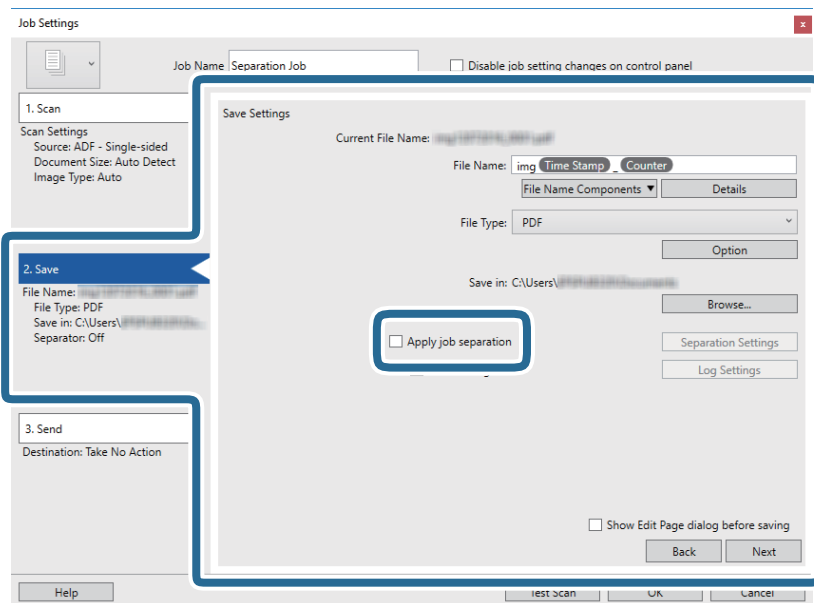 Job Settings
x
Job Name Separation Job
Disable job setting changes on control panel
1. Scan
Scan Settings
Source: ADF - Single-sided
Document Size: Auto Detect
Image Type: Auto
2. Save
File Name:
File Type: PDF
Save in: C:\Users\
Separator: Off
3. Send
Destination: Take No Action
Save Settings
Current File Name:
File Name: img Time Stamp _ Counter
File Name Components ▼ Details
File Type: PDF
Option
Save in: C:\Users\
Browse...
Apply job separation
Separation Settings
Log Settings
Show Edit Page dialog before saving
Back Next
Help
Test Scan OK Cancel